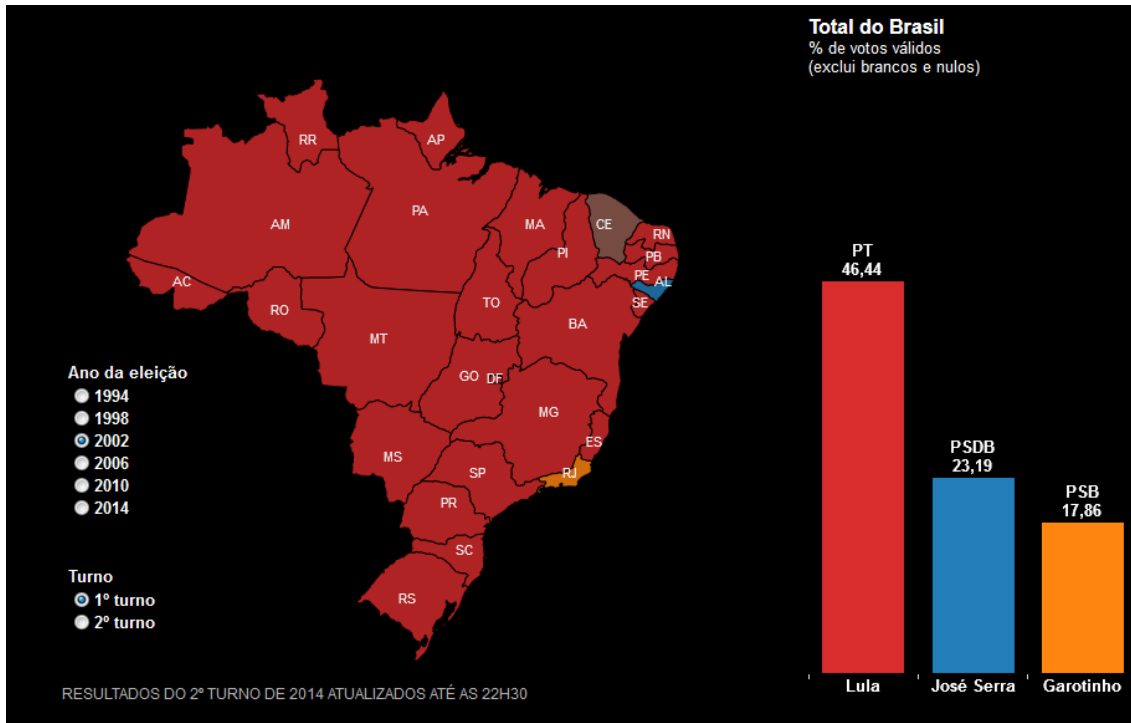 Total do Brasil
% de votos válidos
(exclui brancos e nulos)
RR
AP
AM
PA
MA
CE
RN
PI
PB
PE
AL
AC
SE
RO
TO
BA
MT
GO
DF
MG
ES
MS
SP
RJ
PR
SC
RS
Ano da eleição
1994
1998
2002
2006
2010
2014
Turno
1º turno
2º turno
RESULTADOS DO 2º TURNO DE 2014 ATUALIZADOS ATÉ AS 22H30
PT
46,44
PSDB
23,19
PSB
17,86
Lula
José Serra
Garotinho